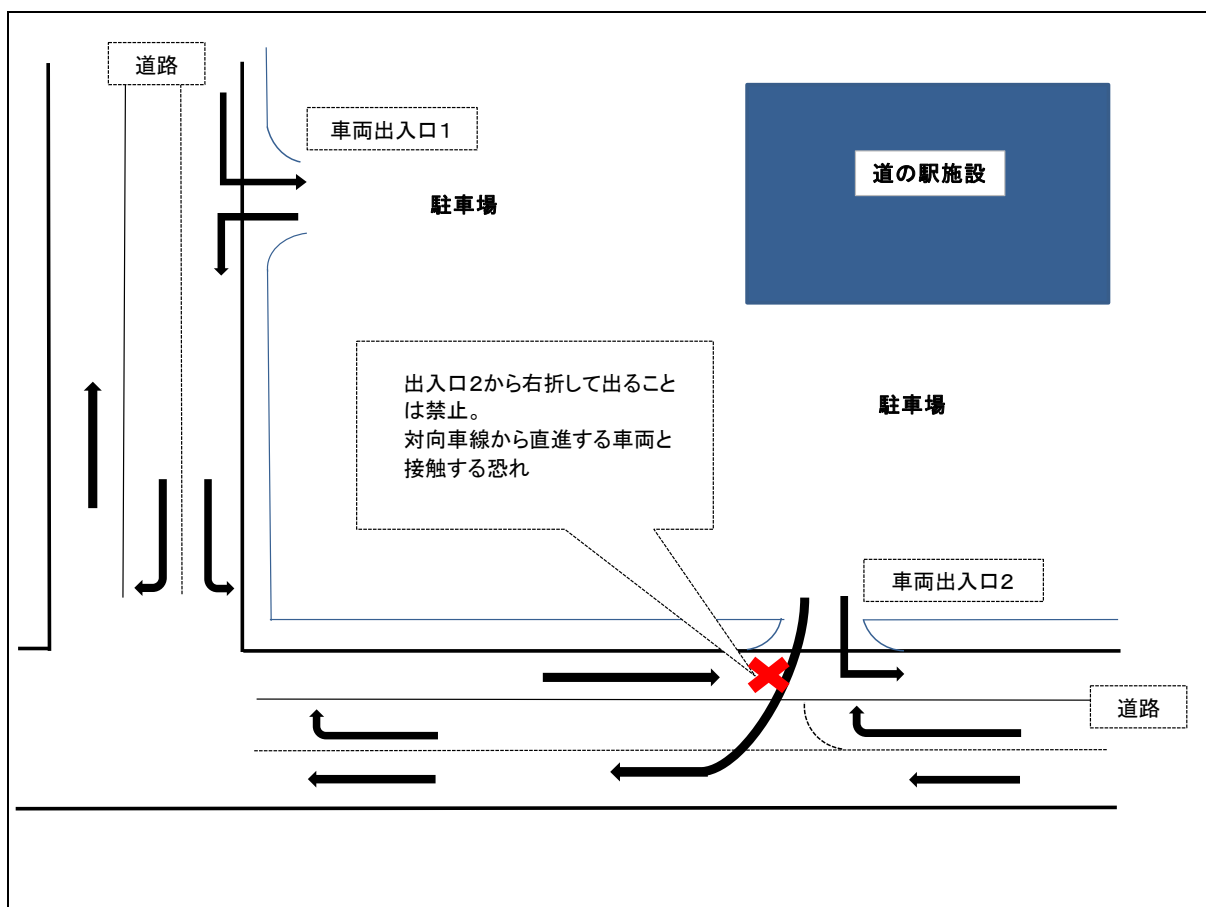 道路
車両出入口1
道の駅施設
駐車場
出入口2から右折して出ること
は禁止。
対向車線から直進する車両と
接触する恐れ
駐車場
車両出入口2
道路